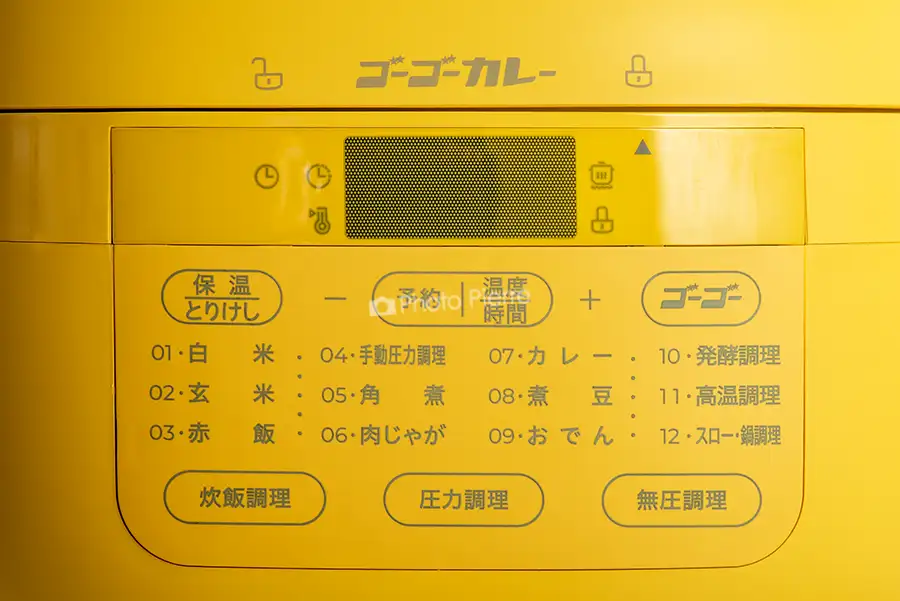 ゴーゴーカレー
保温 とりけし − 予約 温度 時間 + ゴーゴー
01・白米 04・手動圧力調理 07・カレー 10・発酵調理
02・玄米 05・角煮 08・煮豆 11・高温調理
03・赤飯 06・肉じゃが 09・おでん 12・スロー・鍋調理
炊飯調理 圧力調理 無圧調理